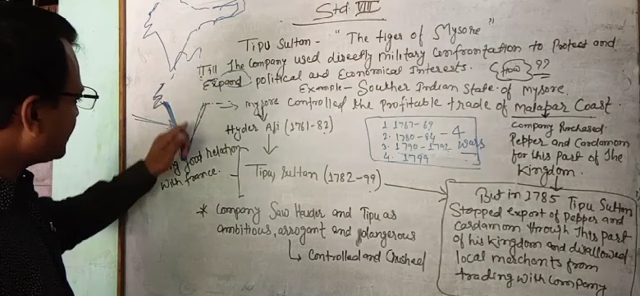 Std VIII
Tipu Sultan - "The tiger of Mysore"
Till The Company used directly military confrontation to Protect and
Expand political and Economical Interests. (how) ??
Example - Souther Indian State of Mysore
Mysore controlled the Profitable trade of Malabar Coast
Hyder Ali (1761-82)
1. 1767-69
2. 1780-84
3. 1790-1792
4. 1799
4 Wars
Company Purchased
Pepper and Cardamom
for this Part of The
Kingdom
good relation
with france.
Tipu Sultan (1782-99)
* Company Saw Haider and Tipu as
ambitious, arrogant and dangerous
Controlled and Crushed
But in 1785 Tipu Sultan
Stopped export of Pepper and
Cardamom through This Part
of his Kingdom and disallowed
local merchants from
trading with Company